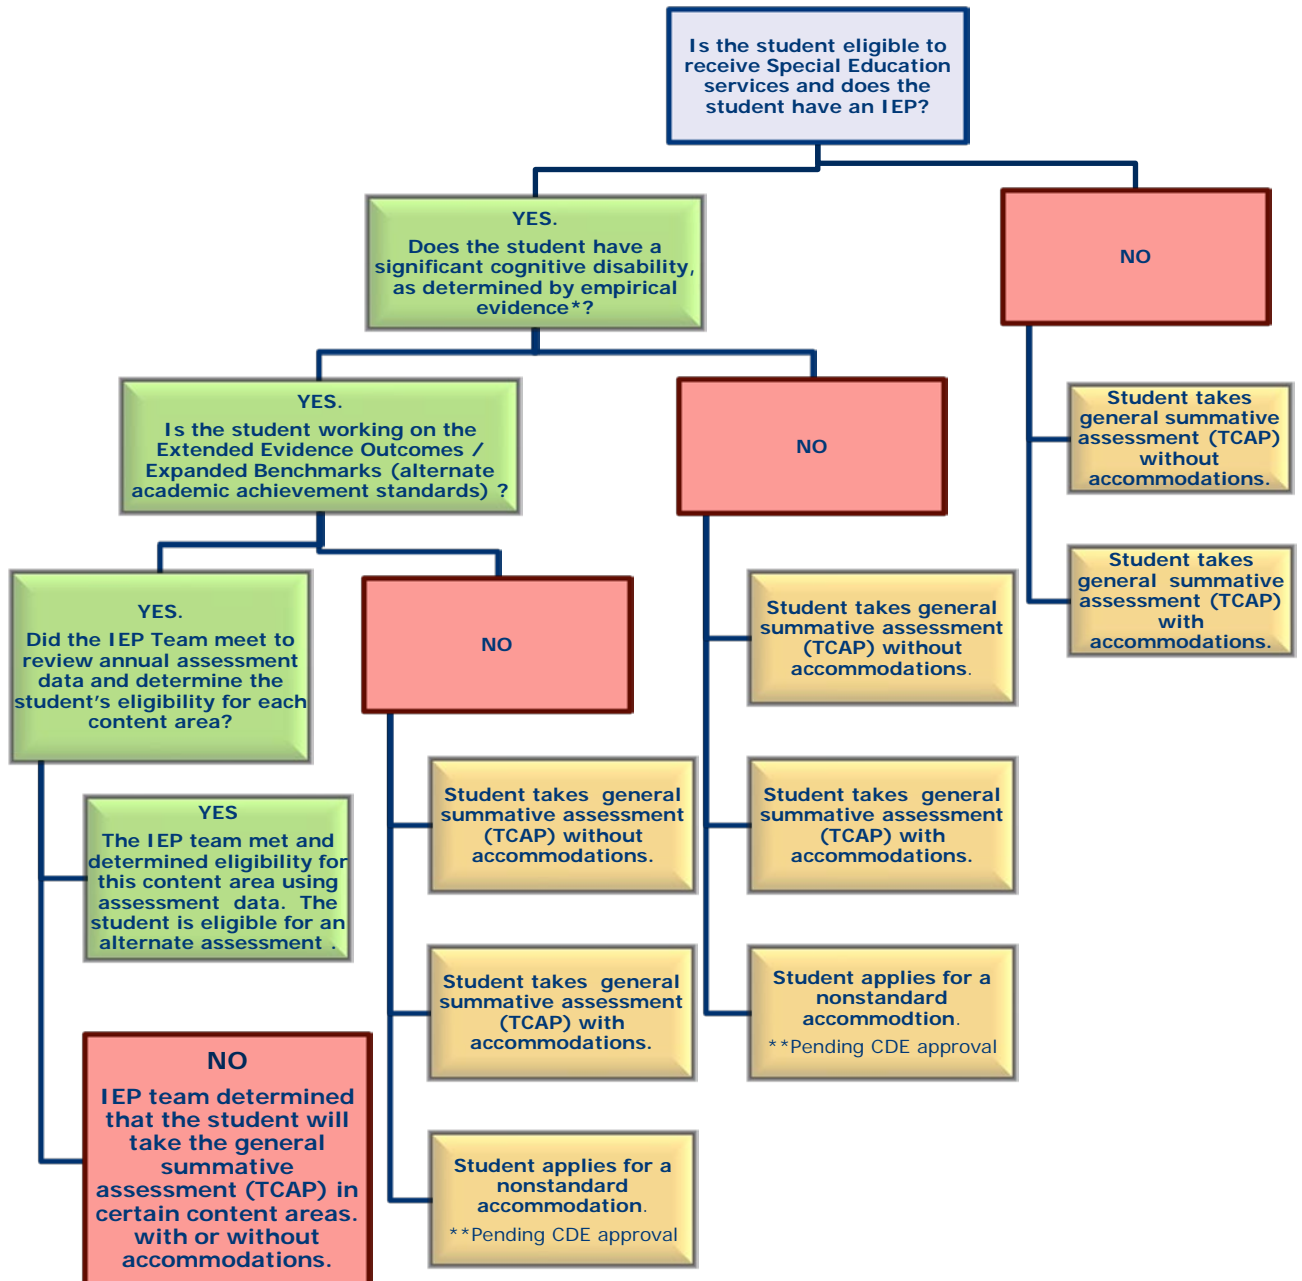 Is the student eligible to
receive Special Education
services and does the
student have an IEP?
YES.
Does the student have a
significant cognitive disability,
as determined by empirical
evidence*?
NO
YES.
Is the student working on the
Extended Evidence Outcomes /
Expanded Benchmarks (alternate
academic achievement standards) ?
NO
Student takes
general summative
assessment (TCAP)
without
accommodations.
Student takes
general summative
assessment (TCAP)
with
accommodations.
YES.
Did the IEP Team meet to
review annual assessment
data and determine the
student's eligibility for each
content area?
NO
Student takes general
summative assessment
(TCAP) without
accommodations.
Student takes general
summative assessment
(TCAP) with
accommodations.
Student applies for a
nonstandard
accommodtion.
**Pending CDE approval
YES
The IEP team met and
determined eligibility for
this content area using
assessment data. The
student is eligible for an
alternate assessment .
Student takes general
summative assessment
(TCAP) without
accommodations.
Student takes general
summative assessment
(TCAP) with
accommodations.
Student applies for a
nonstandard
accommodation.
**Pending CDE approval
NO
IEP team determined
that the student will
take the general
summative
assessment (TCAP) in
certain content areas.
with or without
accommodations.